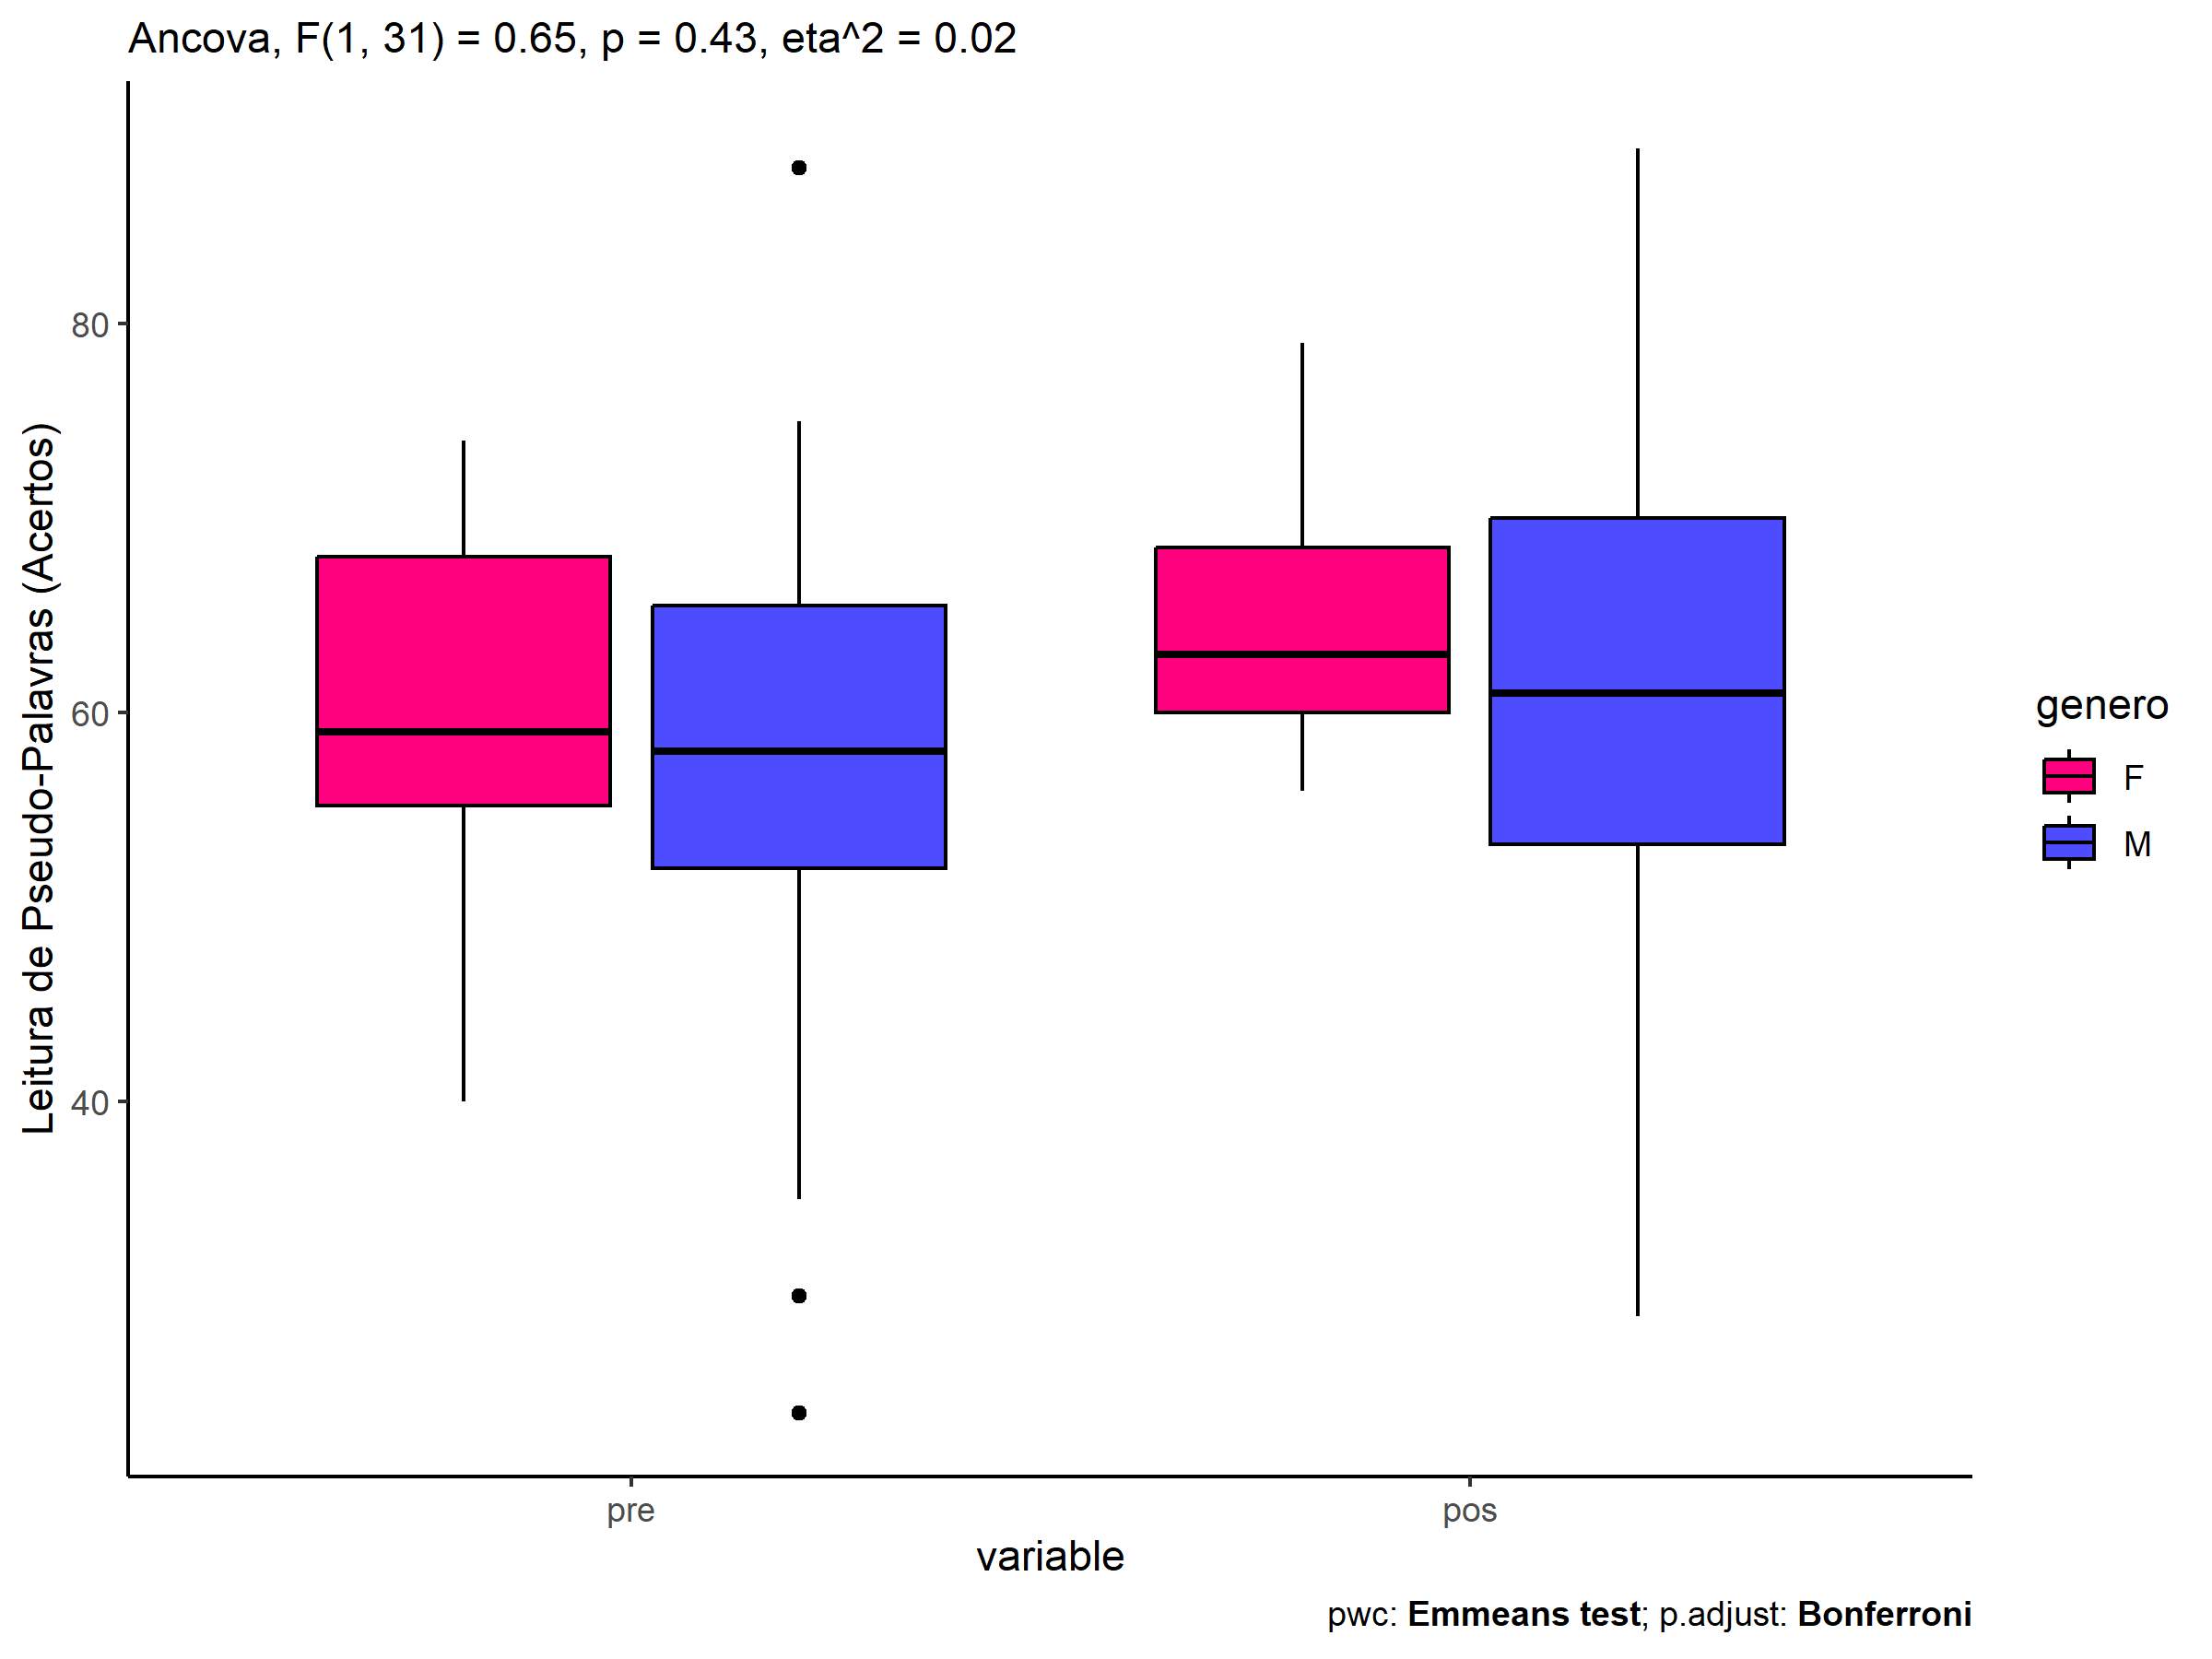 Ancova, F(1, 31) = 0.65, p = 0.43, eta^2 = 0.02
Leitura de Pseudo-Palavras (Acertos)
80
60
40
pre
pos
variable
genero
F
M
pwc: Emmeans test; p.adjust: Bonferroni